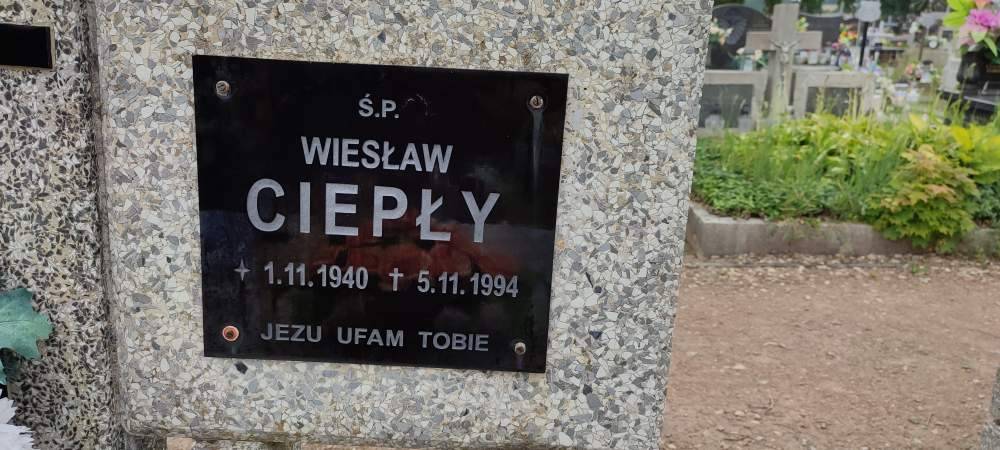 Ś.P.
WIESŁAW
CIEPŁY
1.11.1940 † 5.11.1994
JEZU UFAM TOBIE